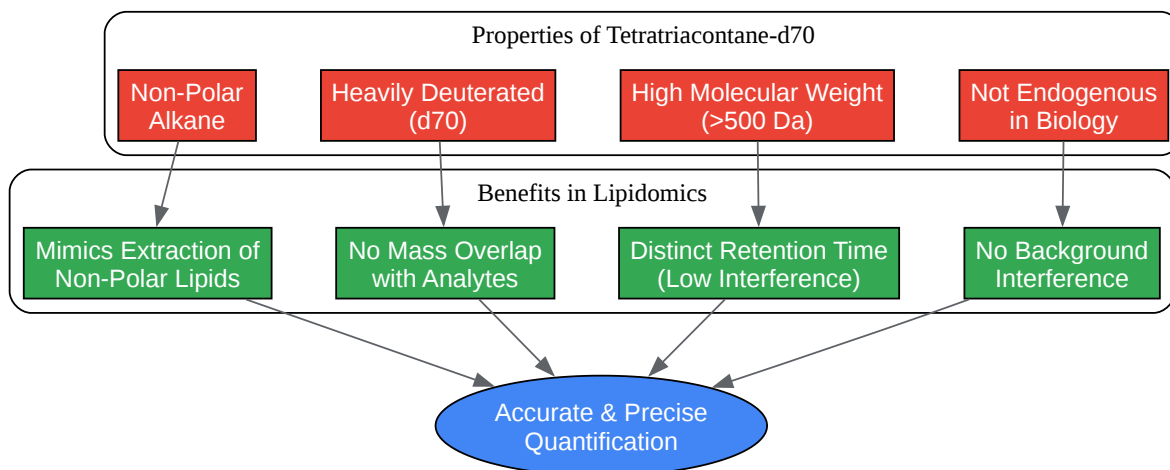 Properties of Tetratriacontane-d70
Non-Polar
Alkane
Heavily Deuterated
(d70)
High Molecular Weight
(>500 Da)
Not Endogenous
in Biology
Benefits in Lipidomics
Mimics Extraction of
Non-Polar Lipids
No Mass Overlap
with Analytes
Distinct Retention Time
(Low Interference)
No Background
Interference
Accurate & Precise
Quantification